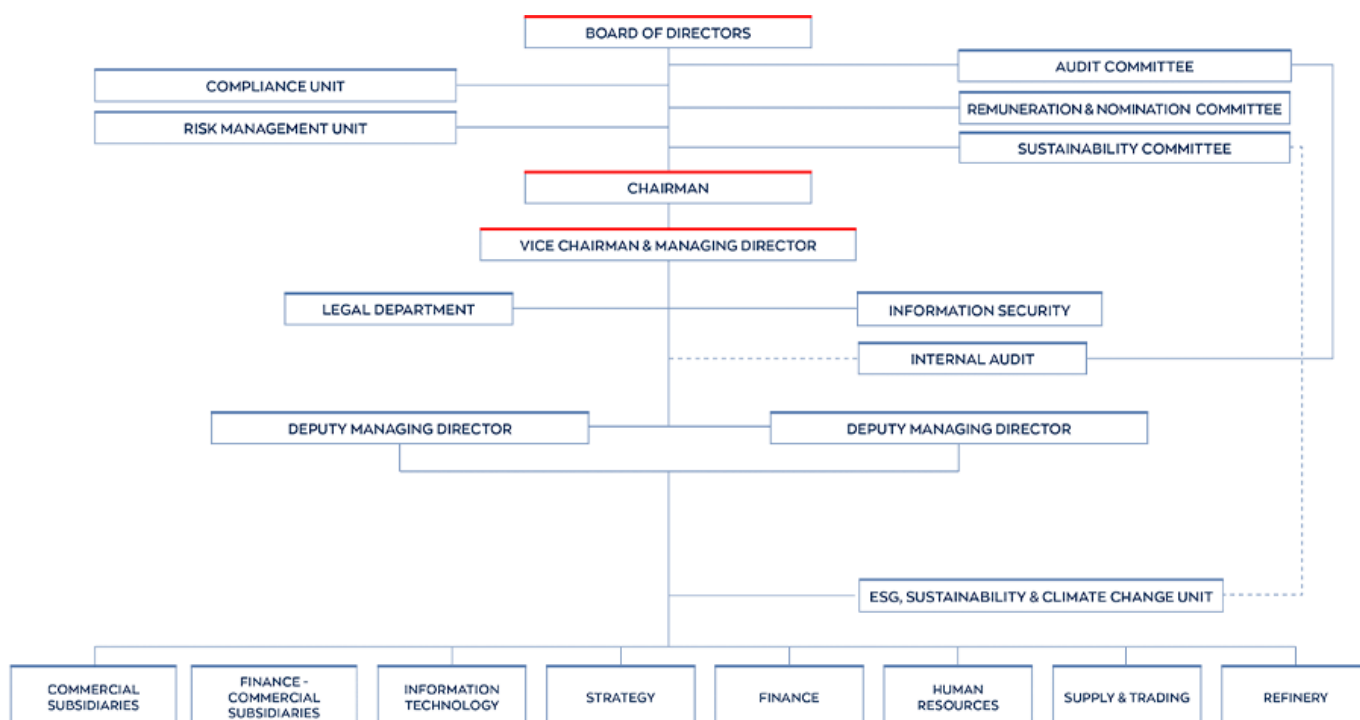 BOARD OF DIRECTORS
AUDIT COMMITTEE
COMPLIANCE UNIT
REMUNERATION & NOMINATION COMMITTEE
RISK MANAGEMENT UNIT
SUSTAINABILITY COMMITTEE
CHAIRMAN
VICE CHAIRMAN & MANAGING DIRECTOR
LEGAL DEPARTMENT
INFORMATION SECURITY
INTERNAL AUDIT
DEPUTY MANAGING DIRECTOR
DEPUTY MANAGING DIRECTOR
ESG, SUSTAINABILITY & CLIMATE CHANGE UNIT
COMMERCIAL
SUBSIDIARIES
FINANCE -
COMMERCIAL
SUBSIDIARIES
INFORMATION
TECHNOLOGY
STRATEGY
FINANCE
HUMAN
RESOURCES
SUPPLY & TRADING
REFINERY